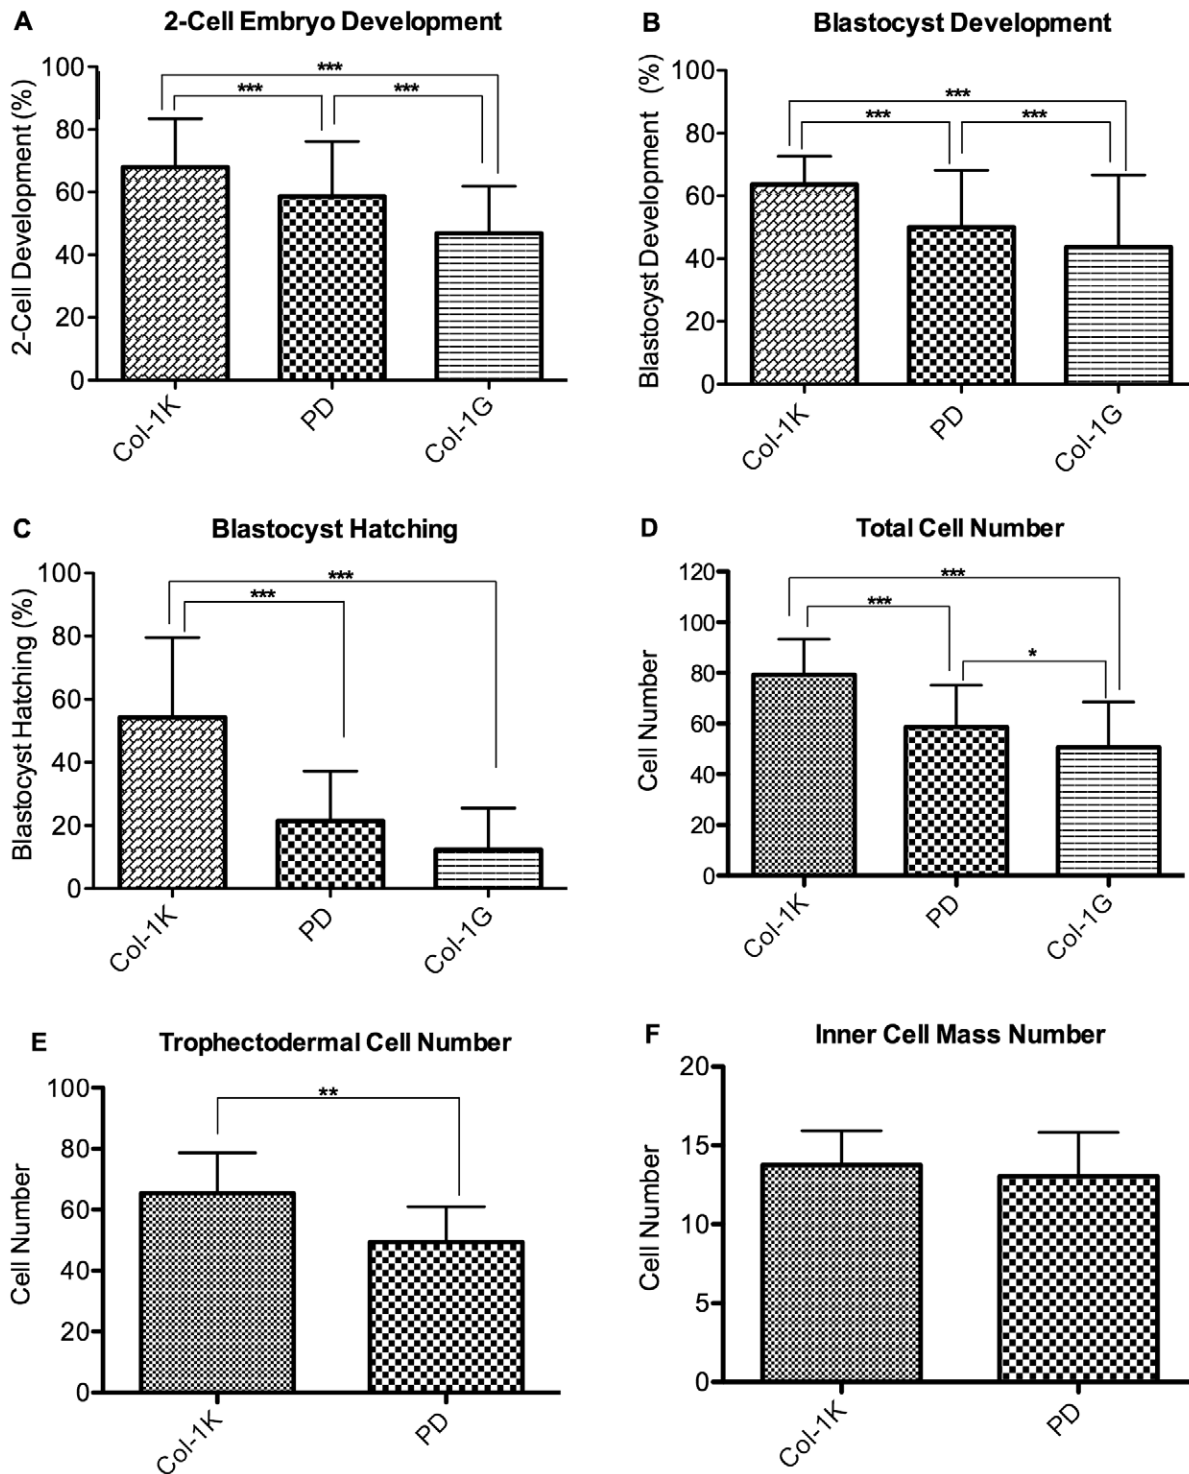 A
2-Cell Embryo Development
2-Cell Development (%)
100
80
60
40
20
0
***
***
***
Col-1K
PD
Col-1G
B
Blastocyst Development
Blastocyst Development (%)
100
80
60
40
20
0
***
***
***
Col-1K
PD
Col-1G
C
Blastocyst Hatching
Blastocyst Hatching (%)
100
80
60
40
20
0
***
***
Col-1K
PD
Col-1G
D
Total Cell Number
Cell Number
120
100
80
60
40
20
0
***
***
*
Col-1K
PD
Col-1G
E
Trophectodermal Cell Number
Cell Number
100
80
60
40
20
0
**
Col-1K
PD
F
Inner Cell Mass Number
Cell Number
20
15
10
5
0
Col-1K
PD